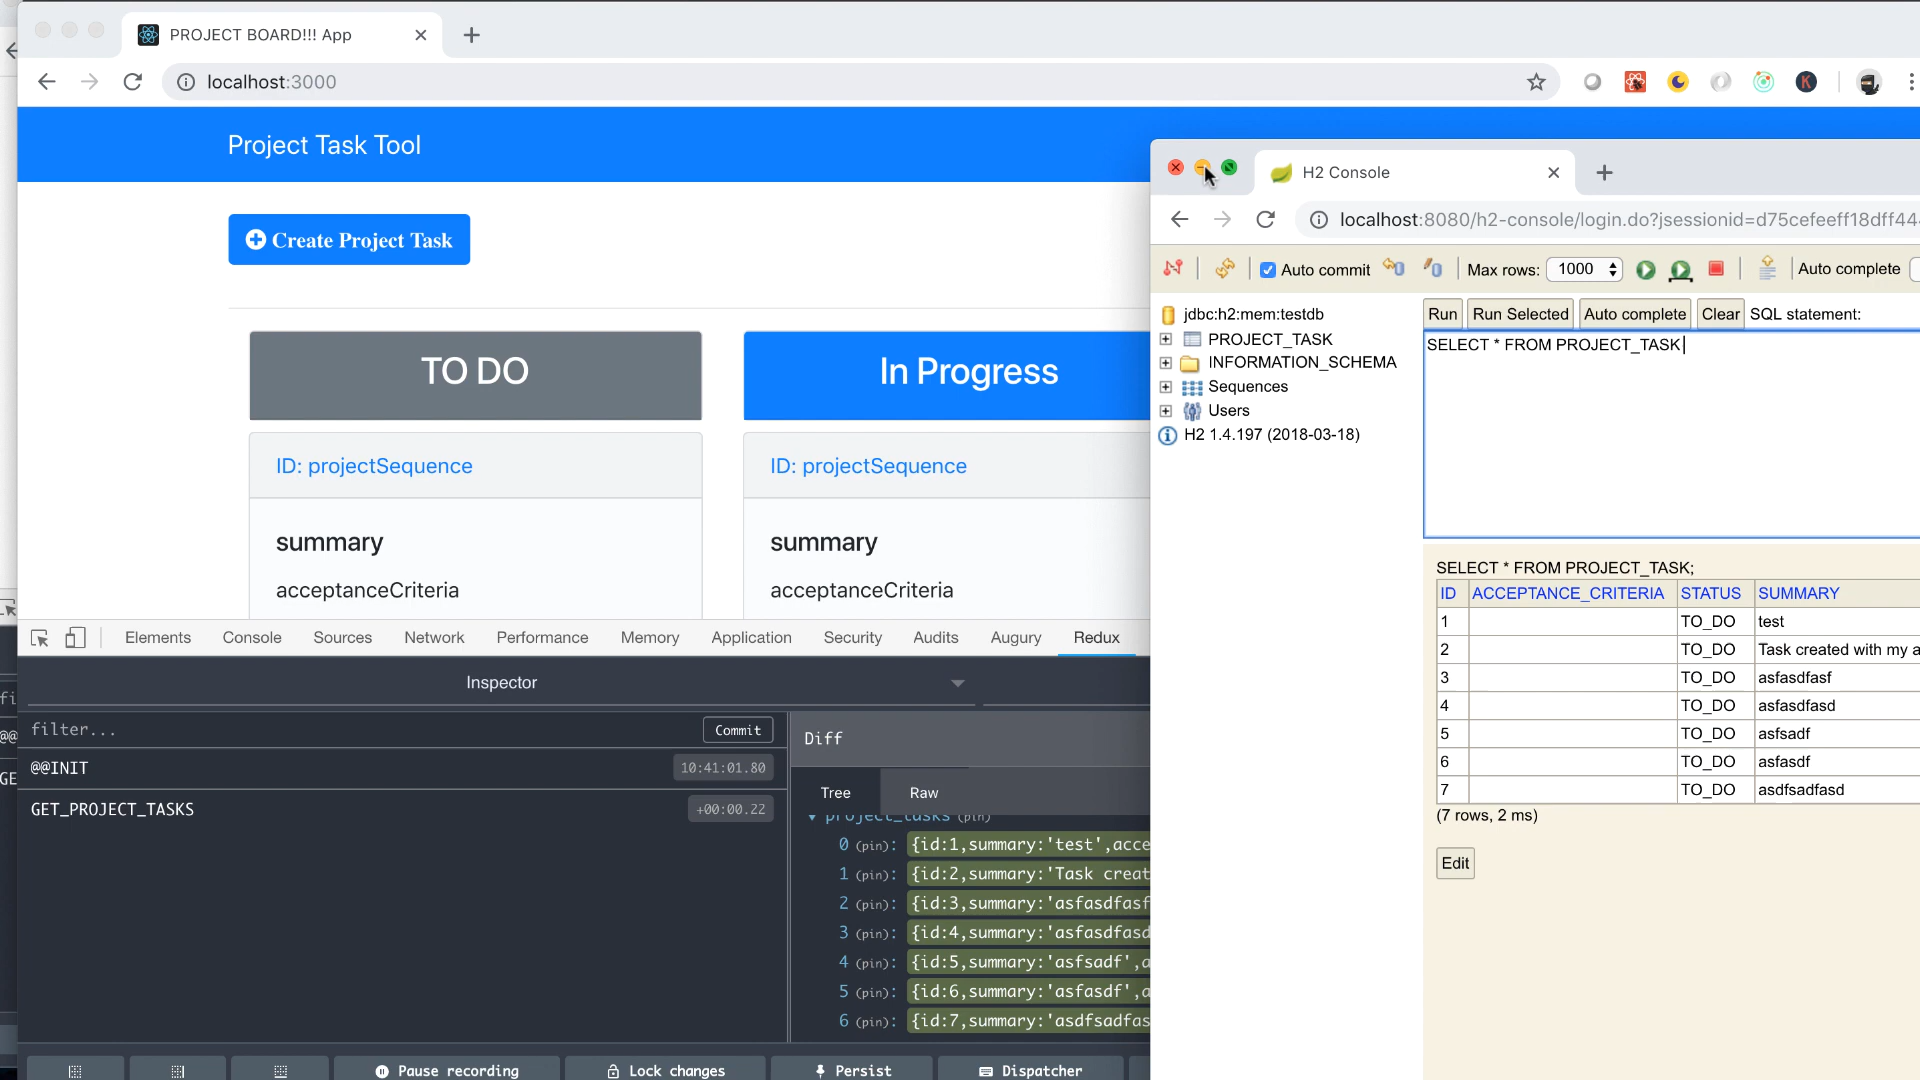 PROJECT BOARD!!! App
localhost:3000
K
Project Task Tool
Create Project Task
TO DO
In Progress
ID: projectSequence
ID: projectSequence
summary
summary
acceptanceCriteria
acceptanceCriteria
Elements Console Sources Network Performance Memory Application Security Audits Augury Redux
Inspector
filter...
Commit
@@INIT
10:41:01.80
GET_PROJECT_TASKS
+00:00.22
Diff
Tree
Raw
project_tasks (pin)
0 (pin): {id:1,summary:'test',acce
1 (pin): {id:2,summary:'Task creat
2 (pin): {id:3,summary:'asfasdfasf
3 (pin): {id:4,summary:'asfasdfasd
4 (pin): {id:5,summary:'asfsadf',a
5 (pin): {id:6,summary:'asfasdf',a
6 (pin): {id:7,summary:'asdfsadfas
Pause recording
Lock changes
Persist
Dispatcher
H2 Console
localhost:8080/h2-console/login.do?jsessionid=d75cefeeff18dff44
Auto commit
Max rows: 1000
Auto complete
jdbc:h2:mem:testdb
PROJECT_TASK
INFORMATION_SCHEMA
Sequences
Users
H2 1.4.197 (2018-03-18)
Run Run Selected Auto complete Clear SQL statement:
SELECT * FROM PROJECT_TASK
SELECT * FROM PROJECT_TASK;
ID ACCEPTANCE_CRITERIA STATUS SUMMARY
1 TO_DO test
2 TO_DO Task created with my a
3 TO_DO asfasdfasf
4 TO_DO asfasdfasd
5 TO_DO asfsadf
6 TO_DO asfasdf
7 TO_DO asdfsadfasd
(7 rows, 2 ms)
Edit
fi
@@
GE